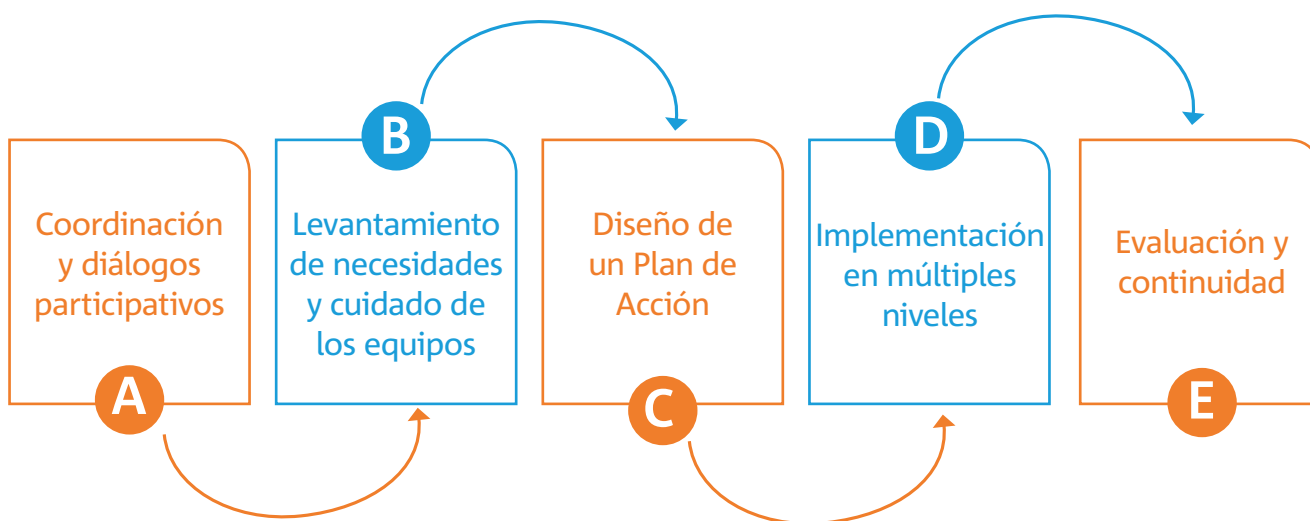 A
Coordinación
y diálogos
participativos
B
Levantamiento
de necesidades
y cuidado de
los equipos
C
Diseño de
un Plan de
Acción
D
Implementación
en múltiples
niveles
E
Evaluación y
continuidad